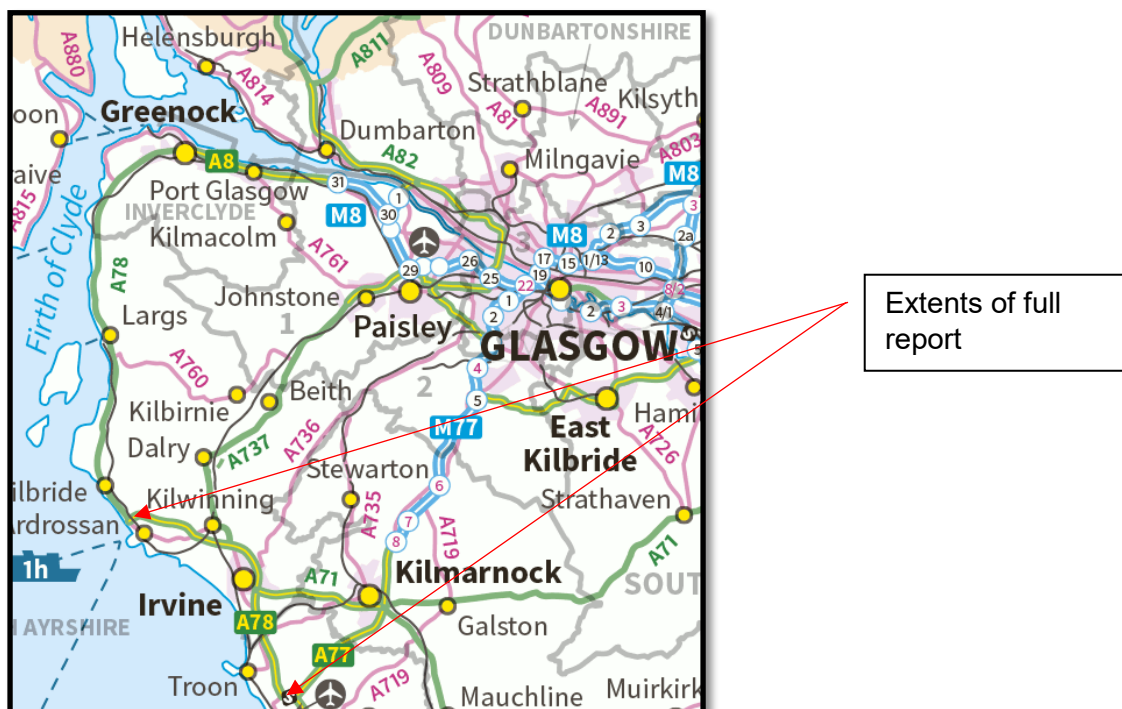 Helensburgh
A880
A814
A811
DUNBARTONSHIRE
A809
Strathblane
A81
A891
Kilsyth
oon
Greenock
Dumbarton
A82
A803
Milngavie
raive
A8
Port Glasgow
31
1
M8
30
M8
3
A815
INVERCLYDE
Kilmacolm
M8
3
2
3
2a
Firth of Clyde
A78
A761
29
26
25
17
19
15
1/13
10
22
8/2
Johnstone
1
2
2
3
4/1
1
Paisley
GLASGOW
S
5
Extents of full
report
Largs
A760
4
2
5
Kilbirnie
Beith
M77
East
Kilbride
Hami
A726
Dalry
A737
A736
Stewarton
6
Strathaven
ilbride
Kilwinning
A735
7
A719
Ardrossan
8
A71
1h
A71
Kilmarnock
SOUT
Irvine
A78
Galston
N AYRSHIRE
A77
Troon
S
A719
Mauchline
Muirkirk